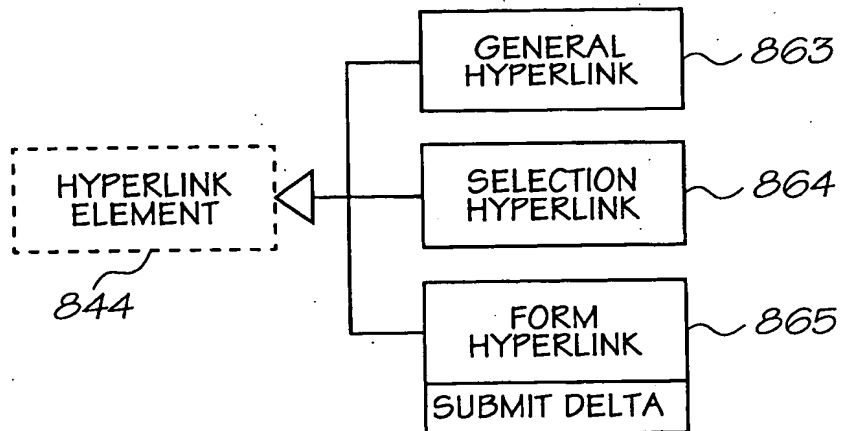 GENERAL
HYPERLINK
863
HYPERLINK
ELEMENT
844
SELECTION
HYPERLINK
864
FORM
HYPERLINK
865
SUBMIT DELTA